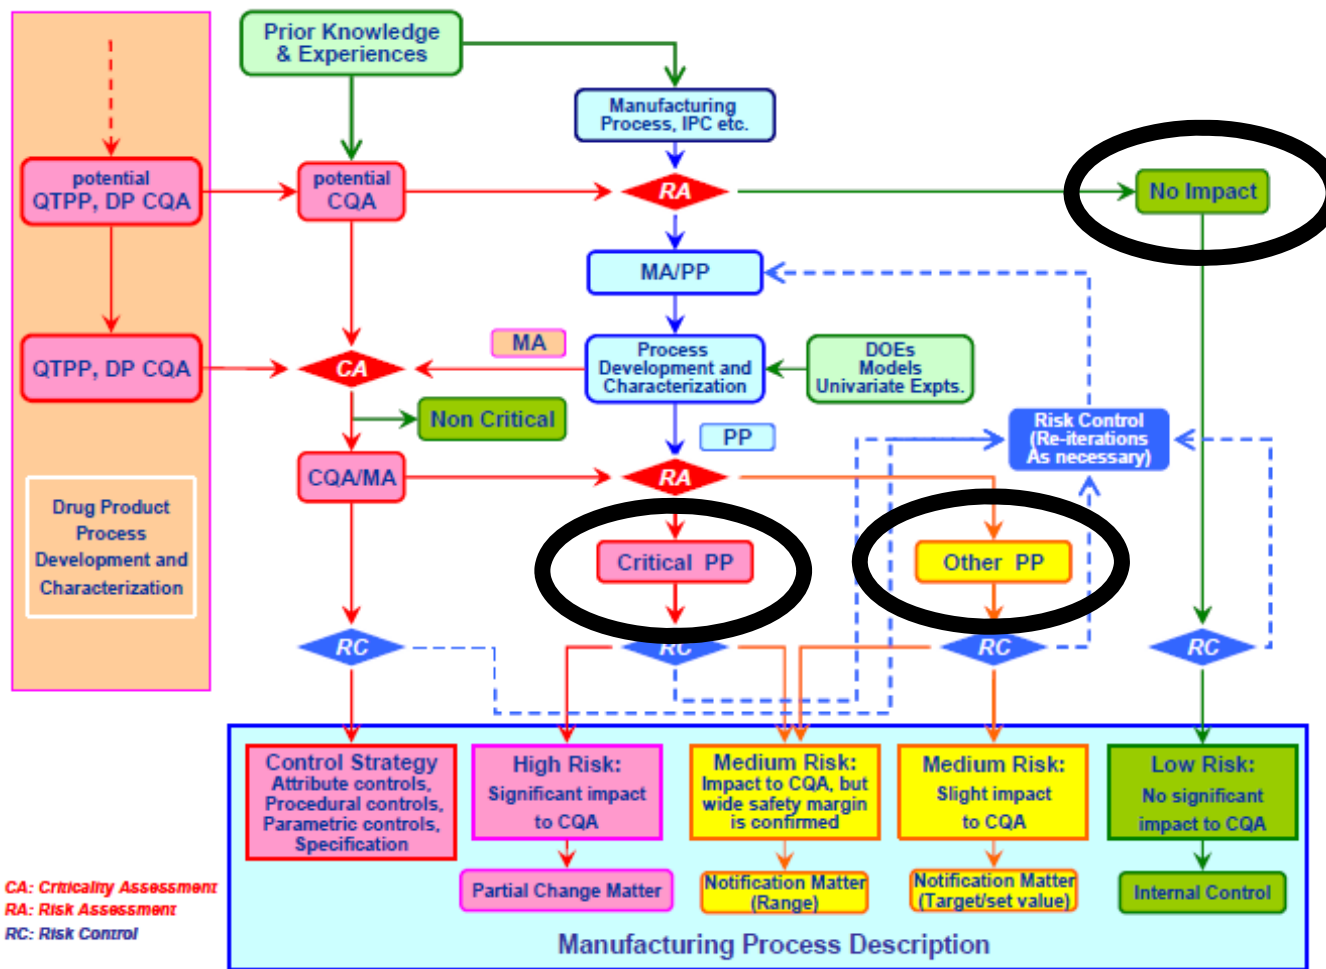 Prior Knowledge
& Experiences
Manufacturing
Process, IPC etc.
potential
QTPP, DP CQA
potential
CQA
RA
No Impact
MA/PP
QTPP, DP CQA
CA
MA
Process
Development and
Characterization
DOEs
Models
Univariate Expts.
Non Critical
PP
Risk Control
(Re-iterations
As necessary)
CQA/MA
RA
Drug Product
Process
Development and
Characterization
Critical PP
Other PP
RC
RC
RC
RC
Control Strategy
Attribute controls,
Procedural controls,
Parametric controls,
Specification
High Risk:
Significant impact
to CQA
Medium Risk:
Impact to CQA, but
wide safety margin
is confirmed
Medium Risk:
Slight impact
to CQA
Low Risk:
No significant
impact to CQA
Partial Change Matter
Notification Matter
(Range)
Notification Matter
(Target/set value)
Internal Control
CA: Criticality Assessment
RA: Risk Assessment
RC: Risk Control
Manufacturing Process Description